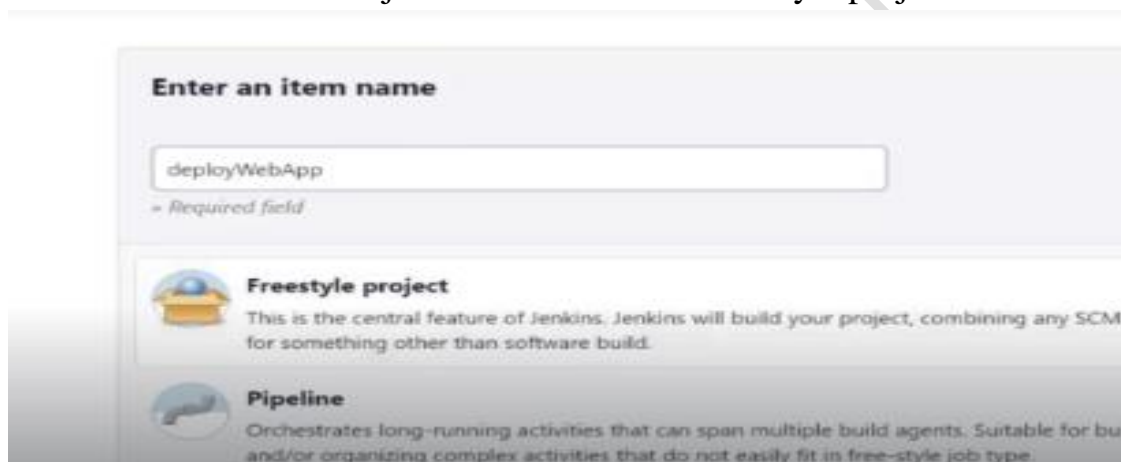 Enter an item name
deployWebApp
» Required field
Freestyle project
This is the central feature of Jenkins. Jenkins will build your project, combining any SCM
for something other than software build.
Pipeline
Orchestrates long-running activities that can span multiple build agents. Suitable for bu
and/or organizing complex activities that do not easily fit in free-style job type.